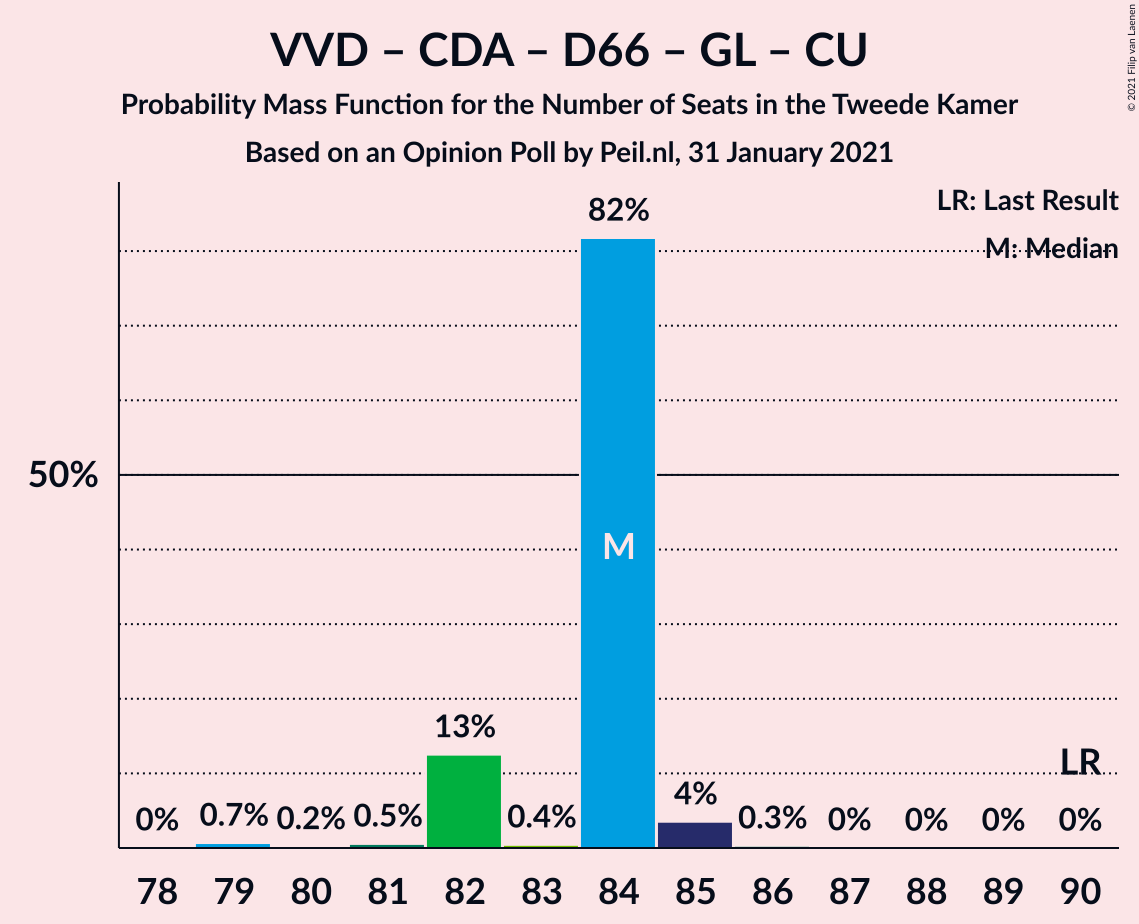 VVD – CDA – D66 – GL – CU
Probability Mass Function for the Number of Seats in the Tweede Kamer
Based on an Opinion Poll by Peil.nl, 31 January 2021
© 2021 Filip van Laenen
LR: Last Result
M: Median
50%
0%
0.7%
0.2%
0.5%
13%
0.4%
82%
M
4%
0.3%
0%
0%
0%
LR
0%
78 79 80 81 82 83 84 85 86 87 88 89 90